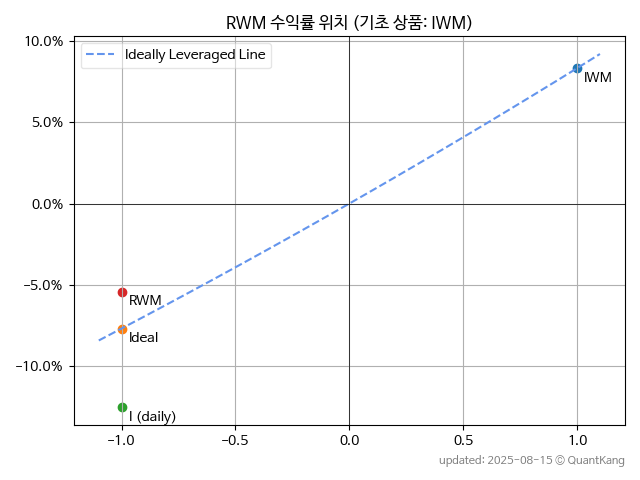 RWM 수익률 위치 (기초 상품: IWM)
Ideally Leveraged Line
10.0%
5.0%
0.0%
−5.0%
−10.0%
IWM
RWM
Ideal
I (daily)
−1.0 −0.5 0.0 0.5 1.0
updated: 2025-08-15 © QuantKang